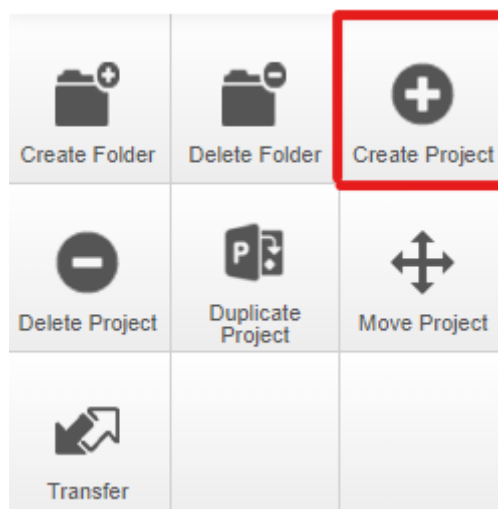 Create Folder
Delete Folder
Create Project
Delete Project
P
Duplicate
Project
Move Project
Transfer